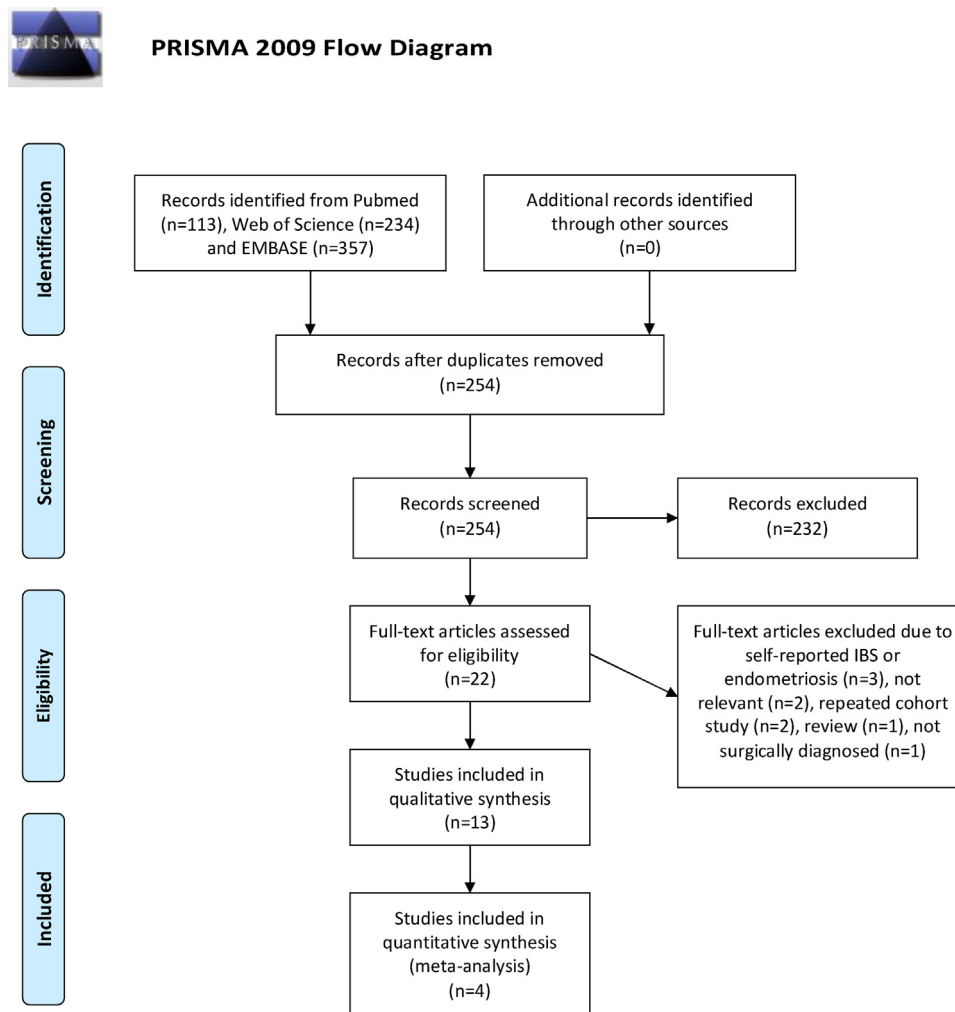 PRISMA
PRISMA 2009 Flow Diagram
Identification
Records identified from Pubmed
(n=113), Web of Science (n=234)
and EMBASE (n=357)
Additional records identified
through other sources
(n=0)
Records after duplicates removed
(n=254)
Screening
Records screened
(n=254)
Records excluded
(n=232)
Eligibility
Full-text articles assessed
for eligibility
(n=22)
Full-text articles excluded due to
self-reported IBS or
endometriosis (n=3), not
relevant (n=2), repeated cohort
study (n=2), review (n=1), not
surgically diagnosed (n=1)
Studies included in
qualitative synthesis
(n=13)
Included
Studies included in
quantitative synthesis
(meta-analysis)
(n=4)